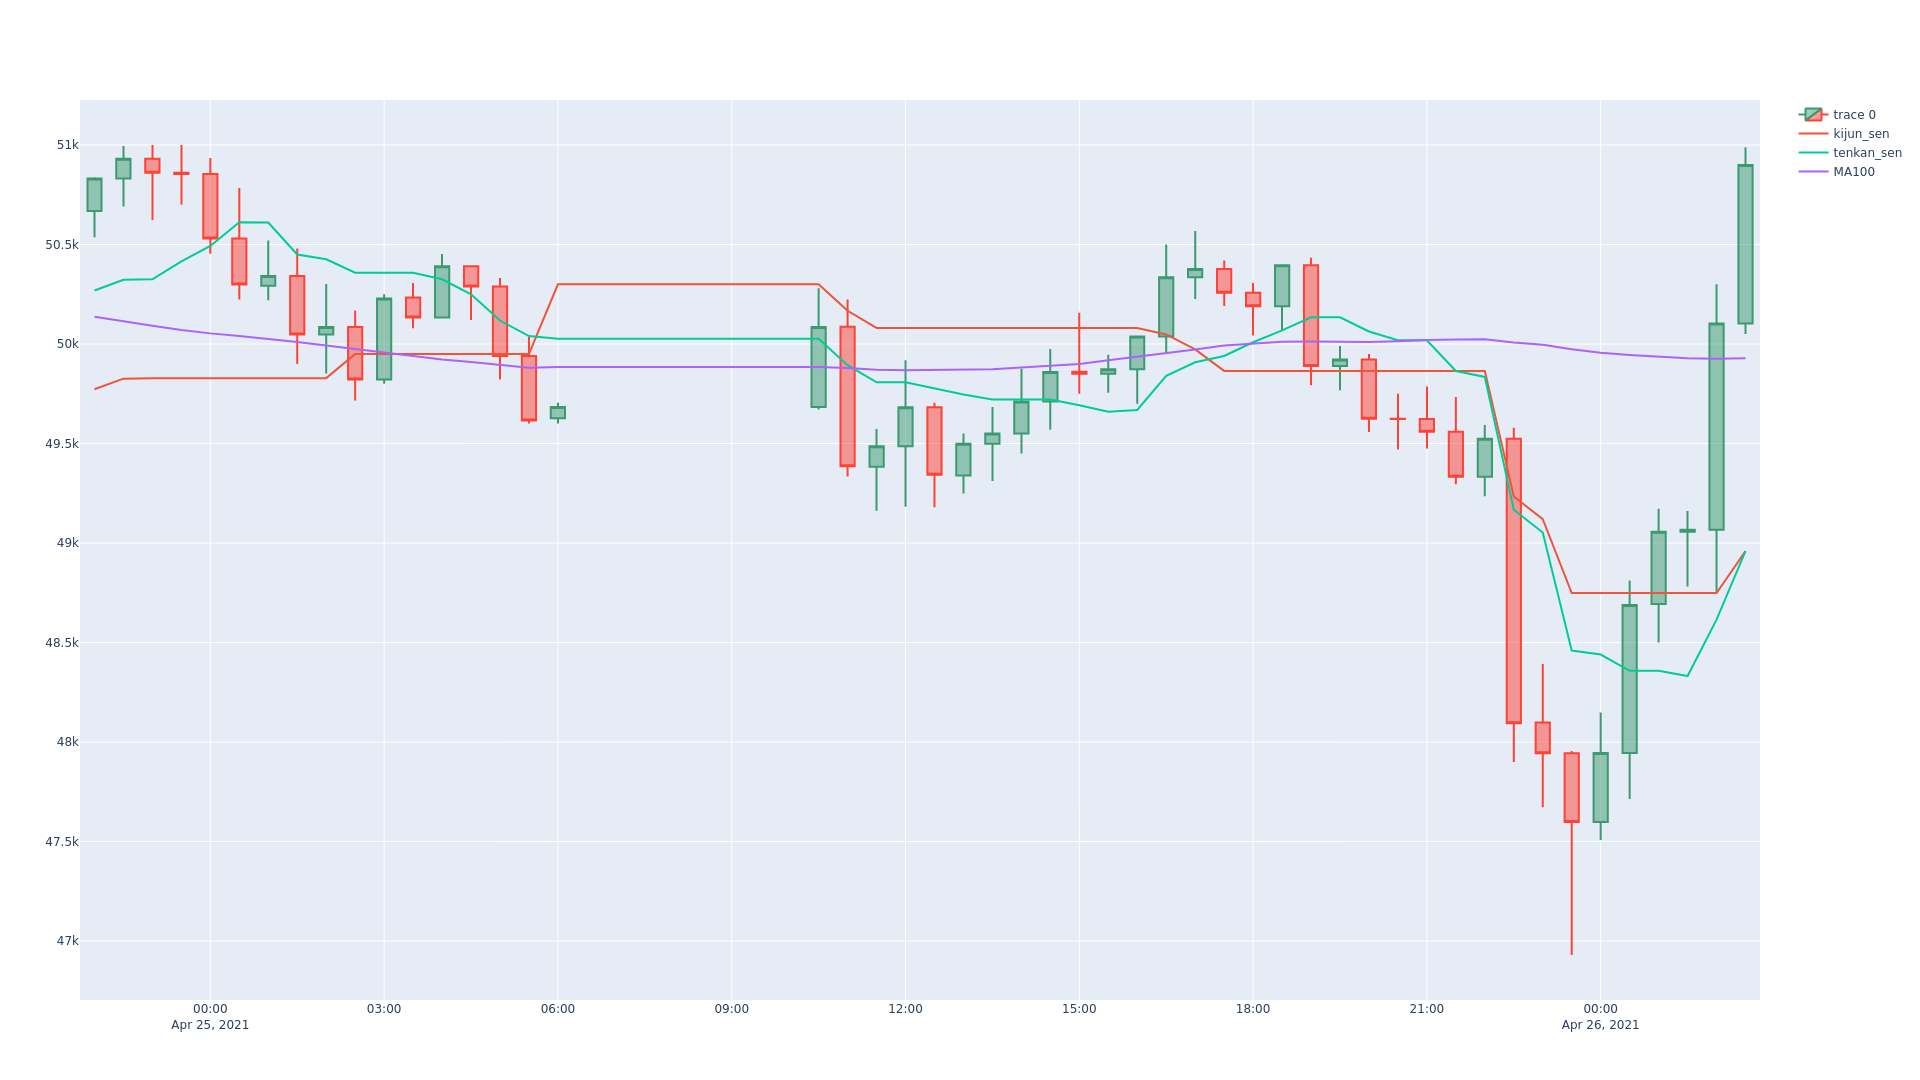 trace 0
kijun_sen
tenkan_sen
MA100
51k
50.5k
50k
49.5k
49k
48.5k
48k
47.5k
47k
00:00 03:00 06:00 09:00 12:00 15:00 18:00 21:00 00:00
Apr 25, 2021 Apr 26, 2021